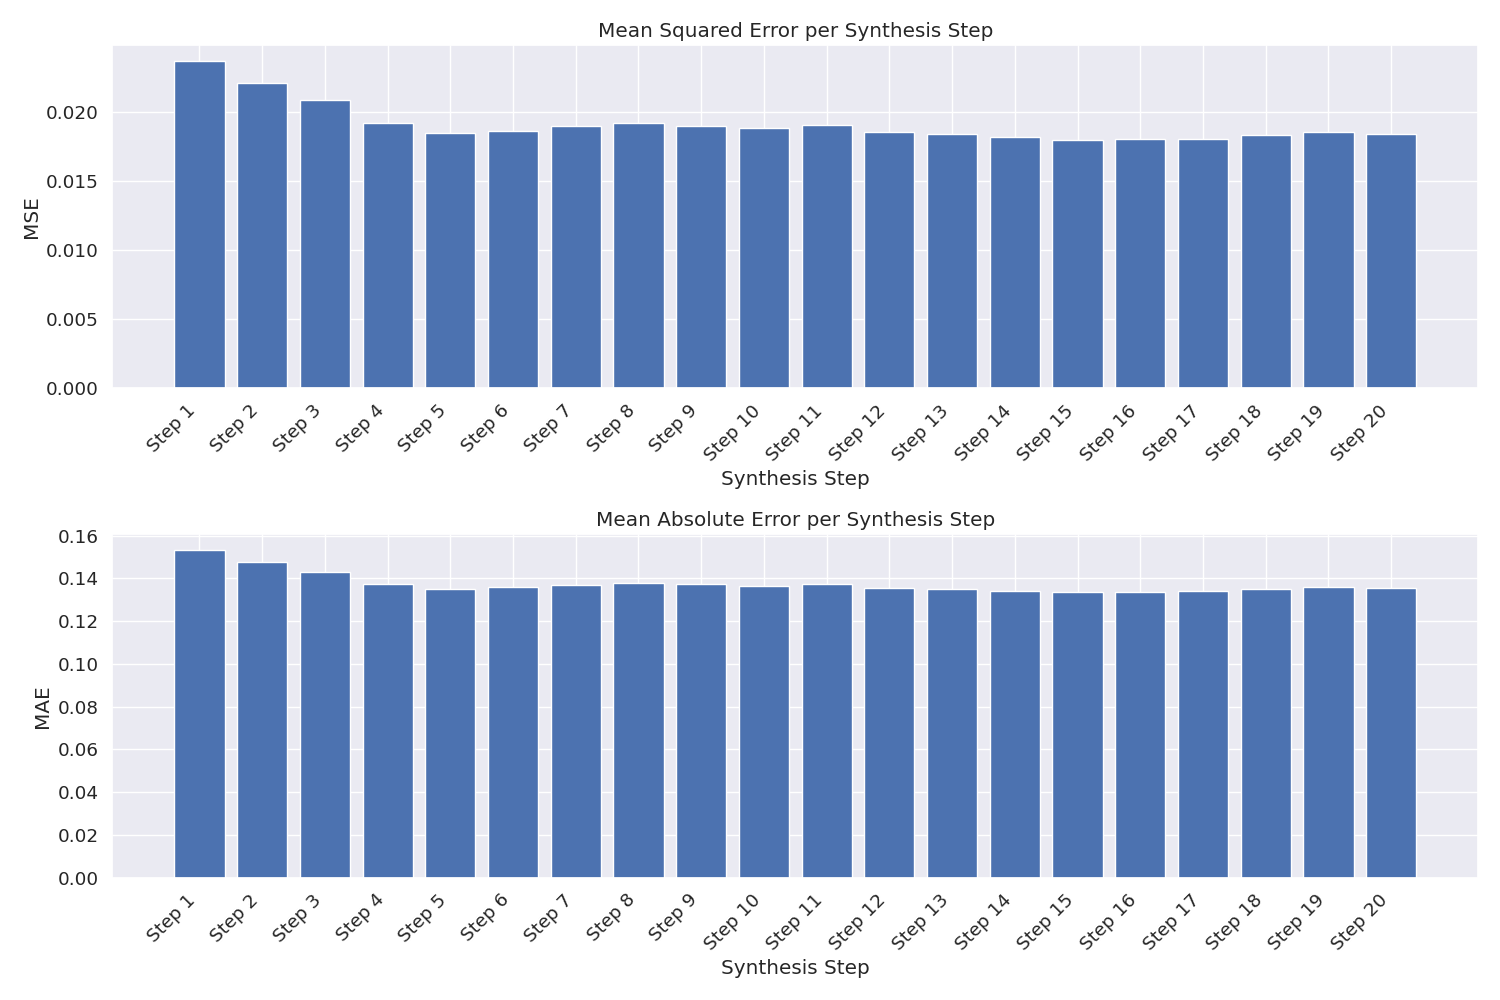 Mean Squared Error per Synthesis Step
MSE
0.020
0.015
0.010
0.005
0.000
Step 1
Step 2
Step 3
Step 4
Step 5
Step 6
Step 7
Step 8
Step 9
Step 10
Step 11
Step 12
Step 13
Step 14
Step 15
Step 16
Step 17
Step 18
Step 19
Step 20
Synthesis Step
Mean Absolute Error per Synthesis Step
MAE
0.16
0.14
0.12
0.10
0.08
0.06
0.04
0.02
0.00
Step 1
Step 2
Step 3
Step 4
Step 5
Step 6
Step 7
Step 8
Step 9
Step 10
Step 11
Step 12
Step 13
Step 14
Step 15
Step 16
Step 17
Step 18
Step 19
Step 20
Synthesis Step